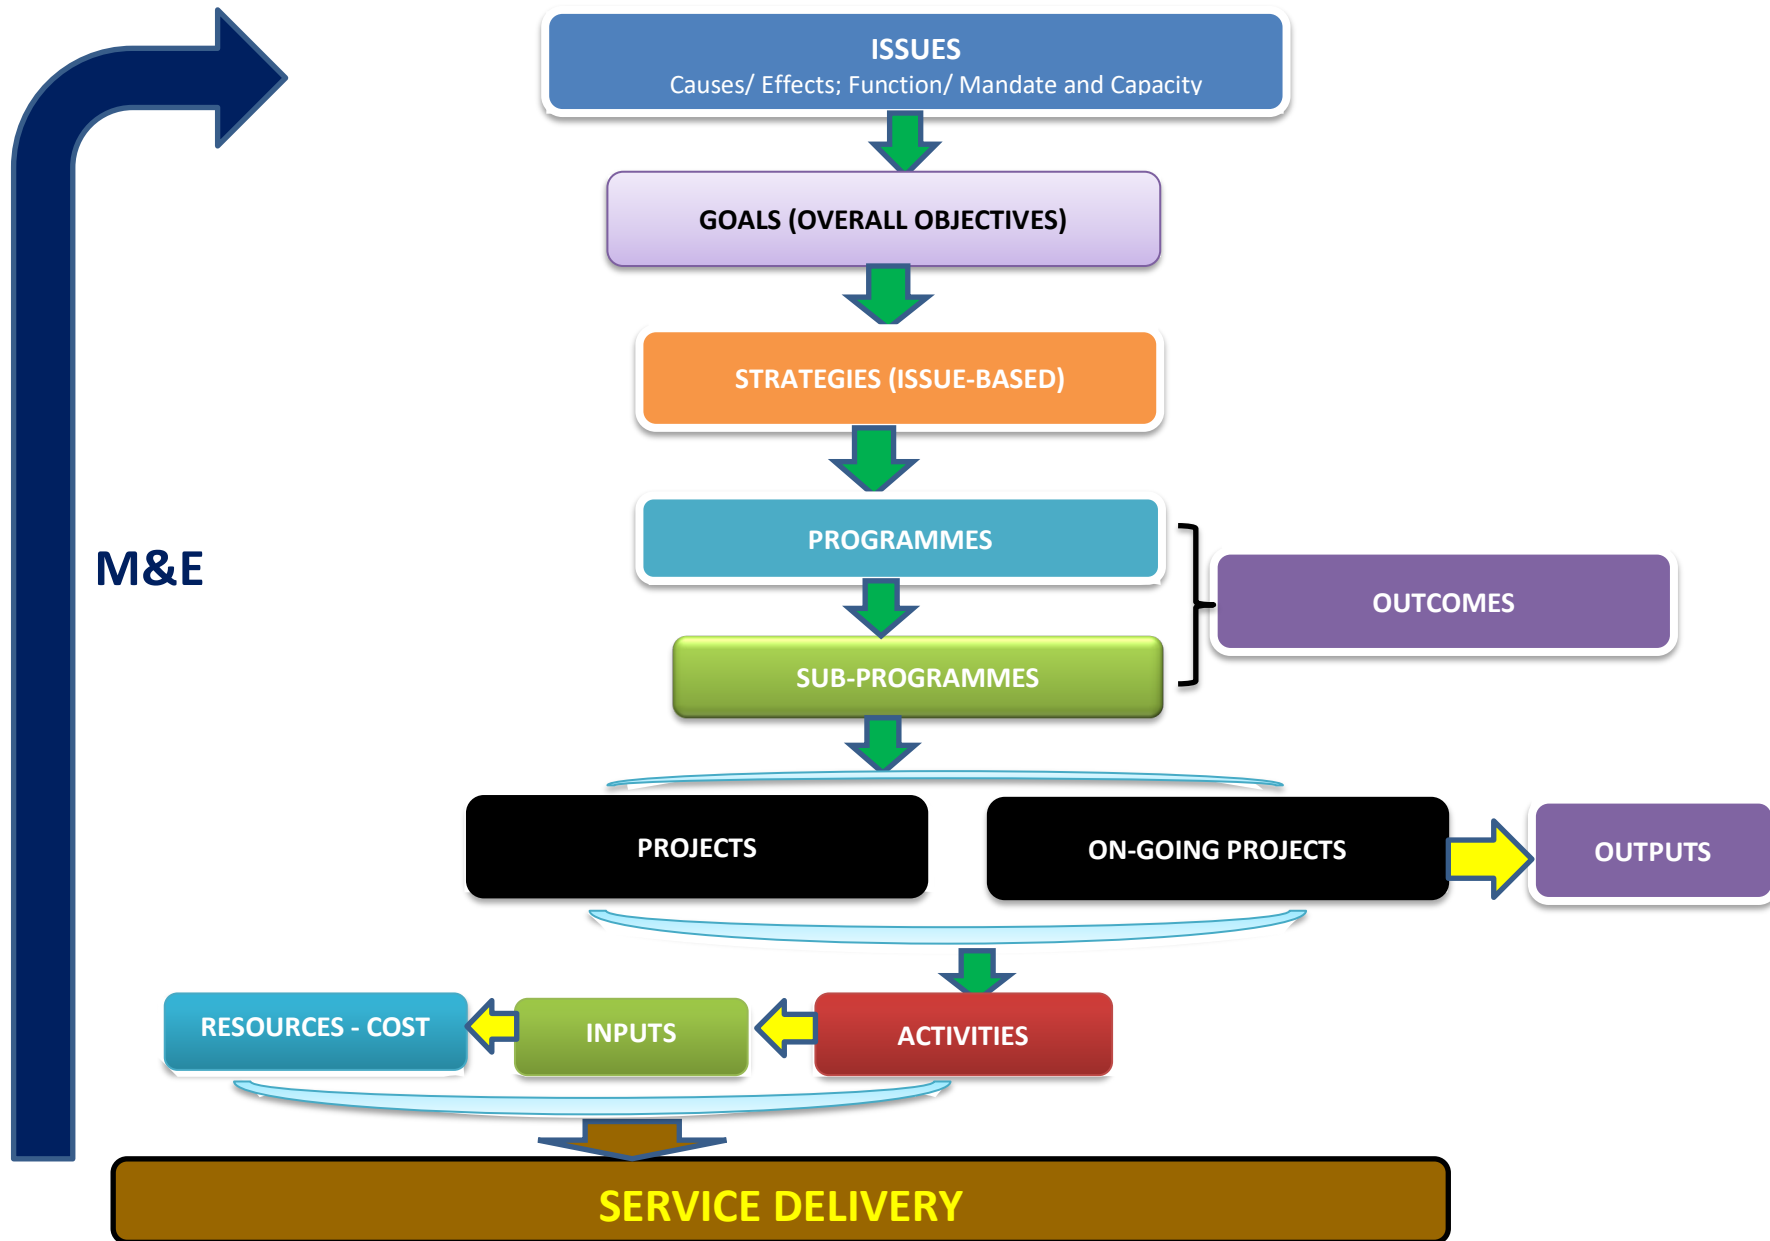 ISSUES
Causes/ Effects; Function/ Mandate and Capacity
GOALS (OVERALL OBJECTIVES)
STRATEGIES (ISSUE-BASED)
PROGRAMMES
M&E
OUTCOMES
SUB-PROGRAMMES
PROJECTS
ON-GOING PROJECTS
OUTPUTS
RESOURCES - COST
INPUTS
ACTIVITIES
SERVICE DELIVERY